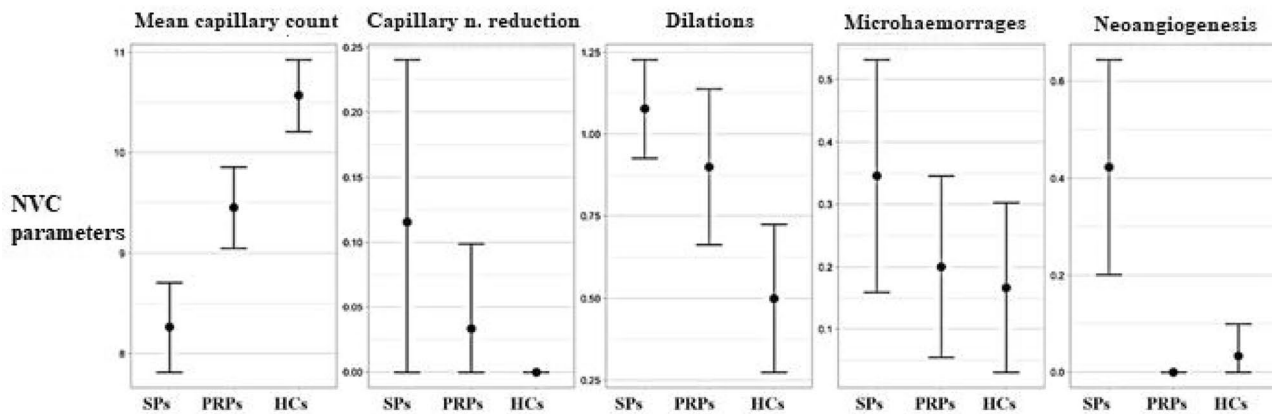 Mean capillary count
Capillary n. reduction
Dilations
Microhaemorrages
Neoangiogenesis
NVC
parameters
11
10
9
8
0.25
0.20
0.15
0.10
0.05
0.00
1.25
1.00
0.75
0.50
0.25
0.5
0.4
0.3
0.2
0.1
0.6
0.4
0.2
0.0
SPs PRPs HCs
SPs PRPs HCs
SPs PRPs HCs
SPs PRPs HCs
SPs PRPs HCs